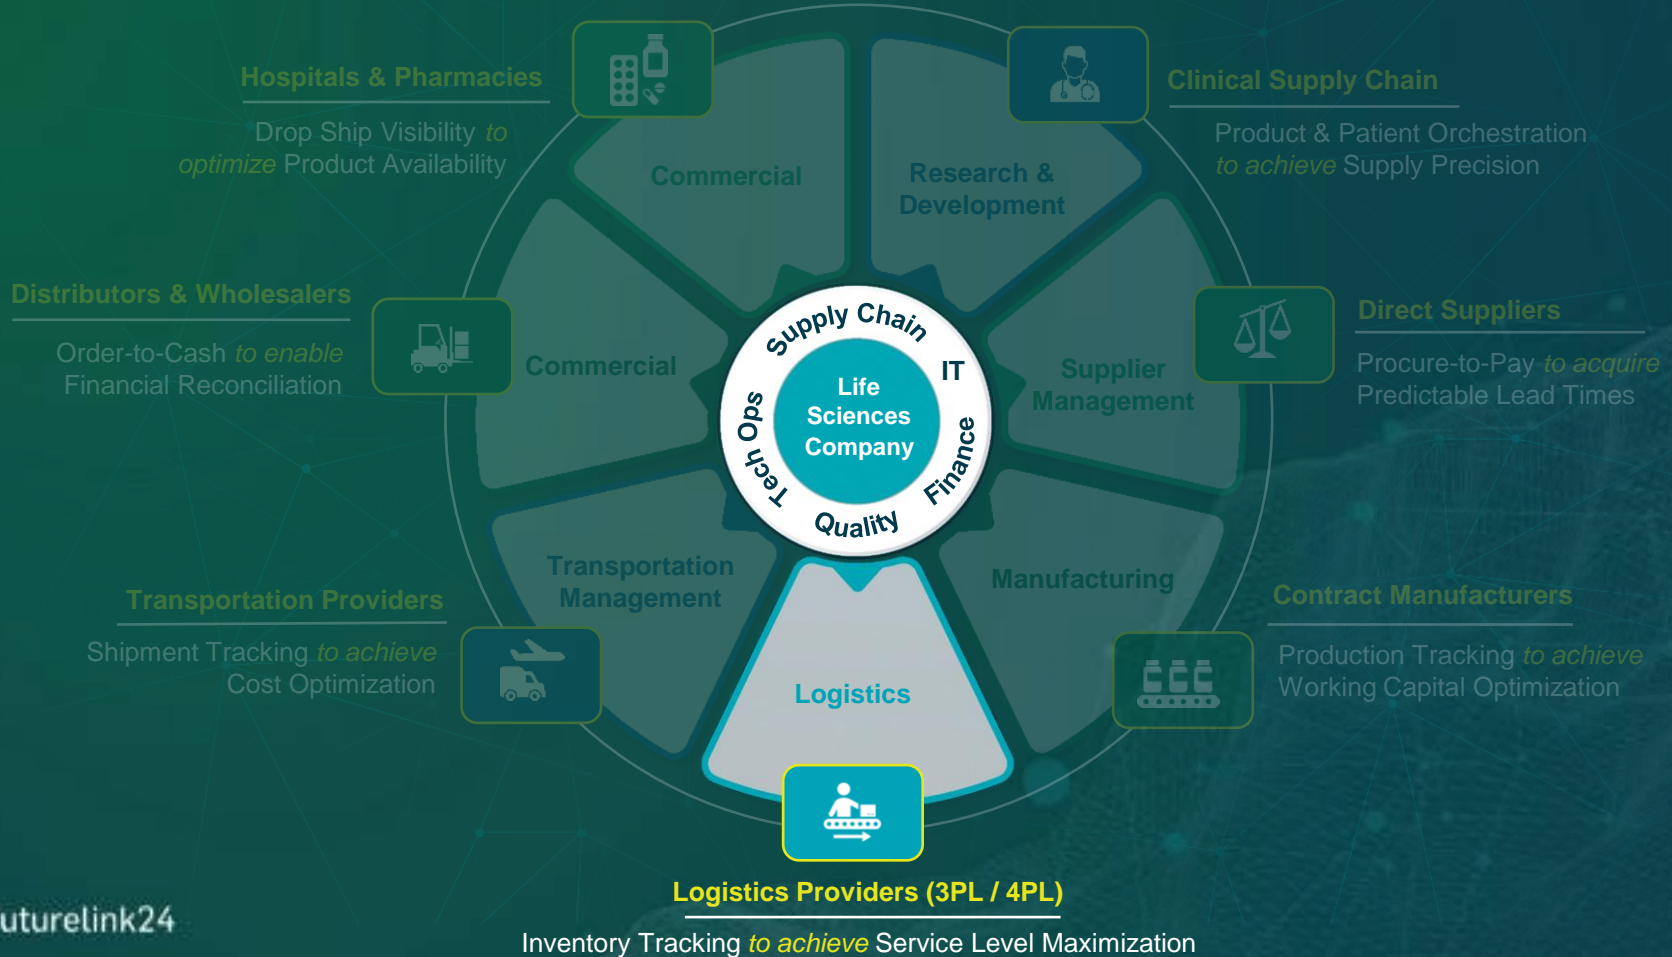 Hospitals & Pharmacies
Drop Ship Visibility to
optimize Product Availability
Clinical Supply Chain
Product & Patient Orchestration
to achieve Supply Precision
Commercial
Research &
Development
Distributors & Wholesalers
Order-to-Cash to enable
Financial Reconciliation
Commercial
Supply Chain
IT
Finance
Quality
Tech Ops
Life
Sciences
Company
Supplier
Management
Direct Suppliers
Procure-to-Pay to acquire
Predictable Lead Times
Transportation
Management
Manufacturing
Transportation Providers
Shipment Tracking to achieve
Cost Optimization
Logistics
Contract Manufacturers
Production Tracking to achieve
Working Capital Optimization
Logistics Providers (3PL / 4PL)
Inventory Tracking to achieve Service Level Maximization
uturelink24